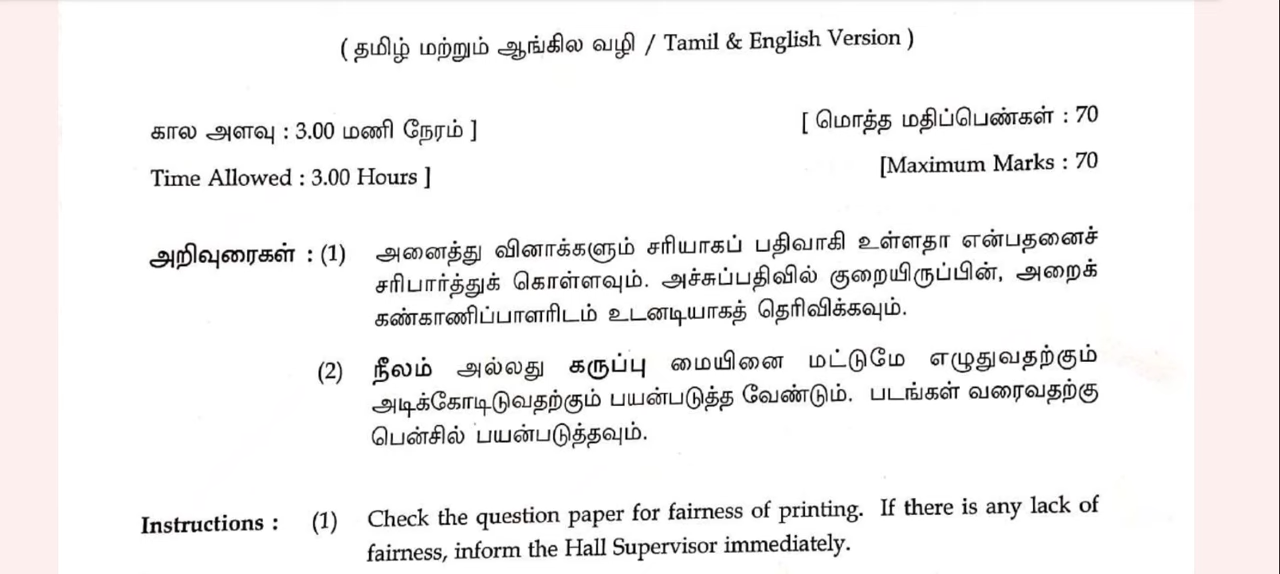 ( தமிழ் மற்றும் ஆங்கில வழி / Tamil & English Version )
கால அளவு : 3.00 மணி நேரம் ]
[ மொத்த மதிப்பெண்கள் : 70
Time Allowed : 3.00 Hours ]
[Maximum Marks : 70
அறிவுரைகள் : (1) அனைத்து வினாக்களும் சரியாகப் பதிவாகி உள்ளதா என்பதனைச்
சரிபார்த்துக் கொள்ளவும். அச்சுப்பதிவில் குறையிருப்பின், அறைக்
கண்காணிப்பாளரிடம் உடனடியாகத் தெரிவிக்கவும்.
(2) நீலம் அல்லது கருப்பு மையினை மட்டுமே எழுதுவதற்கும்
அடிக்கோடிடுவதற்கும் பயன்படுத்த வேண்டும். படங்கள் வரைவதற்கு
பென்சில் பயன்படுத்தவும்.
Instructions : (1) Check the question paper for fairness of printing. If there is any lack of
fairness, inform the Hall Supervisor immediately.